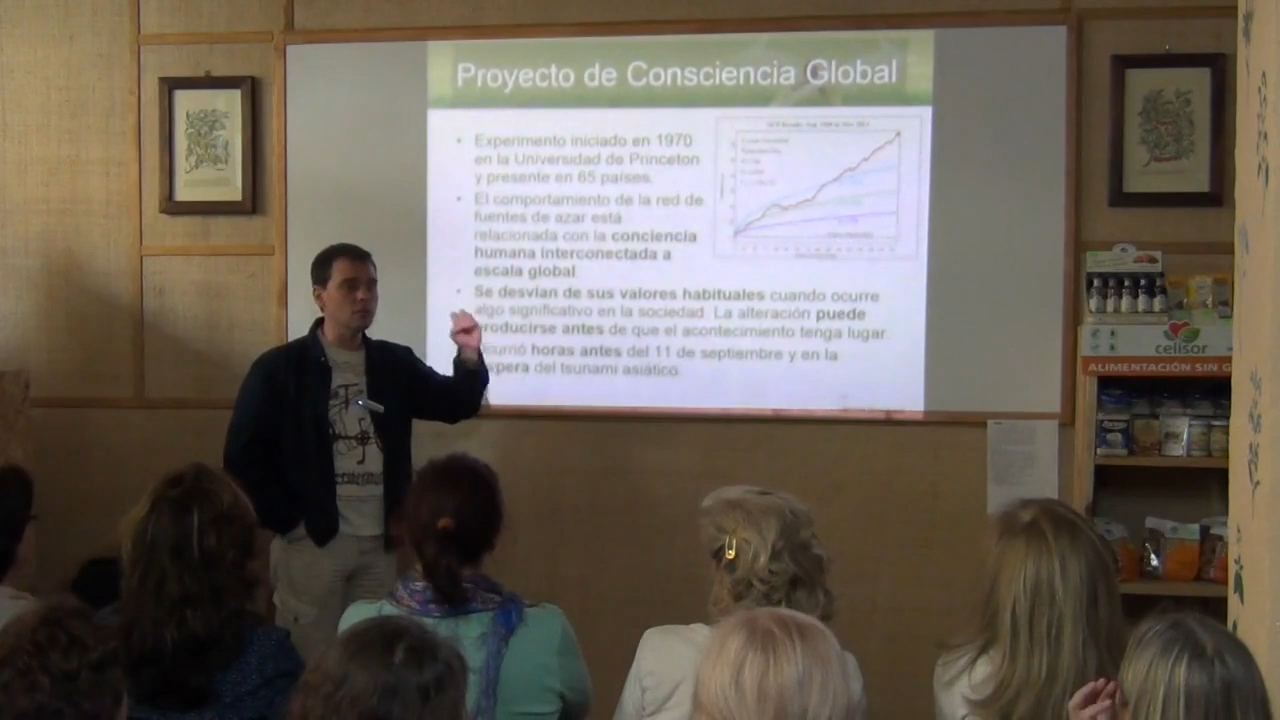 Proyecto de Consciencia Global
Experimento iniciado en 1970
en la Universidad de Princeton
y presente en 65 países.
El comportamiento de la red de
fuentes de azar está
relacionada con la conciencia
humana interconectada a
escala global.
Se desvían de sus valores habituales cuando ocurre
algo significativo en la sociedad. La alteración puede
producirse antes de que el acontecimiento tenga lugar.
horas antes del 11 de septiembre y en la
del tsunami asiático.
celisor
ALIMENTACIÓN SIN G